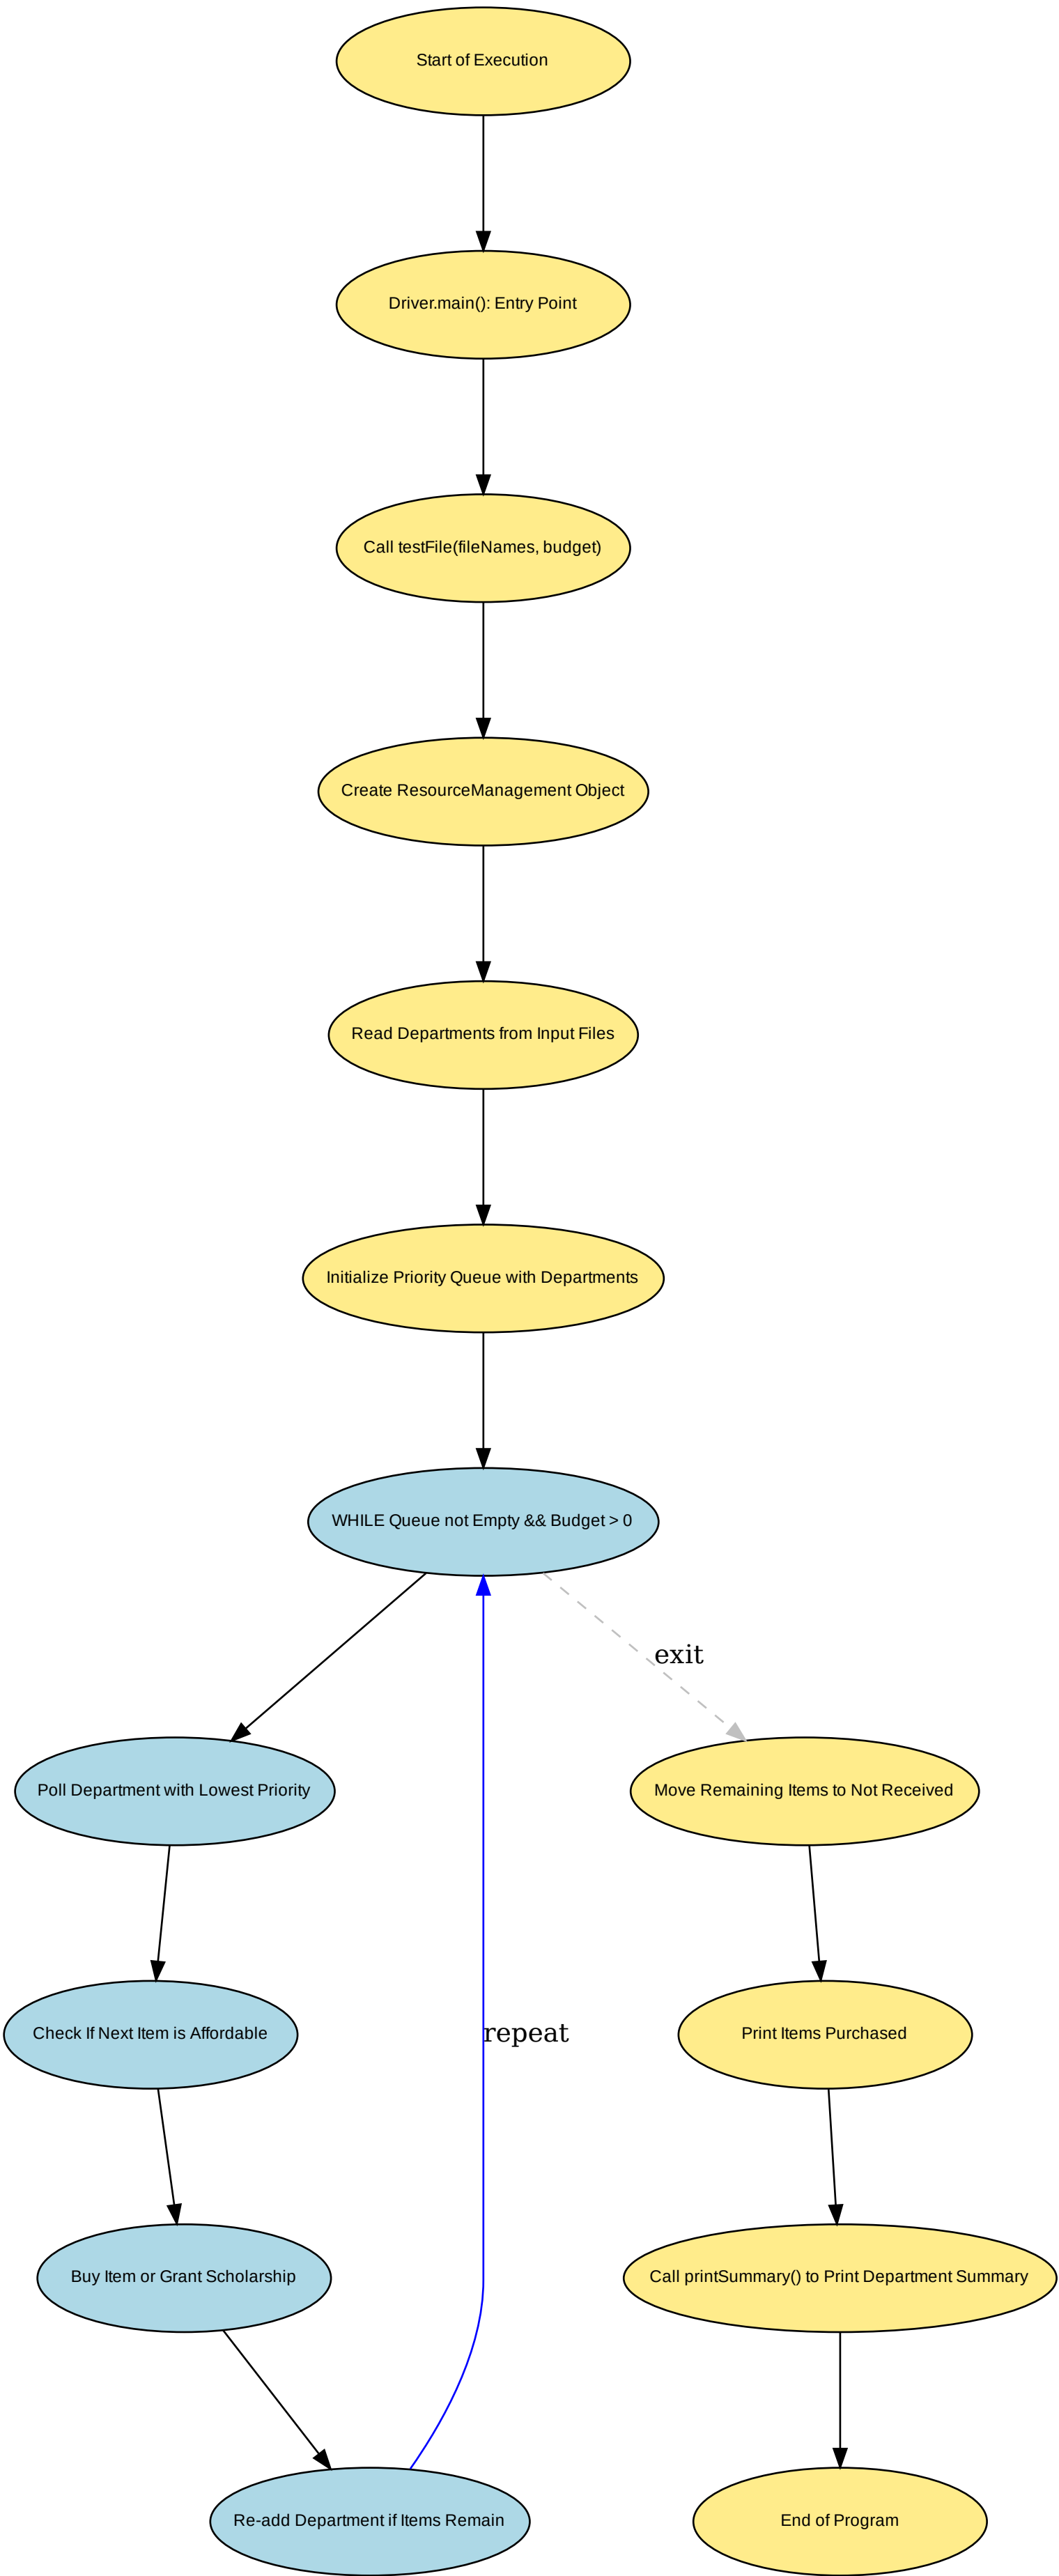 Start of Execution
Driver.main(): Entry Point
Call testFile(fileNames, budget)
Create ResourceManagement Object
Read Departments from Input Files
Initialize Priority Queue with Departments
WHILE Queue not Empty && Budget > 0
exit
Poll Department with Lowest Priority
Move Remaining Items to Not Received
Check If Next Item is Affordable
repeat
Print Items Purchased
Buy Item or Grant Scholarship
Call printSummary() to Print Department Summary
Re-add Department if Items Remain
End of Program